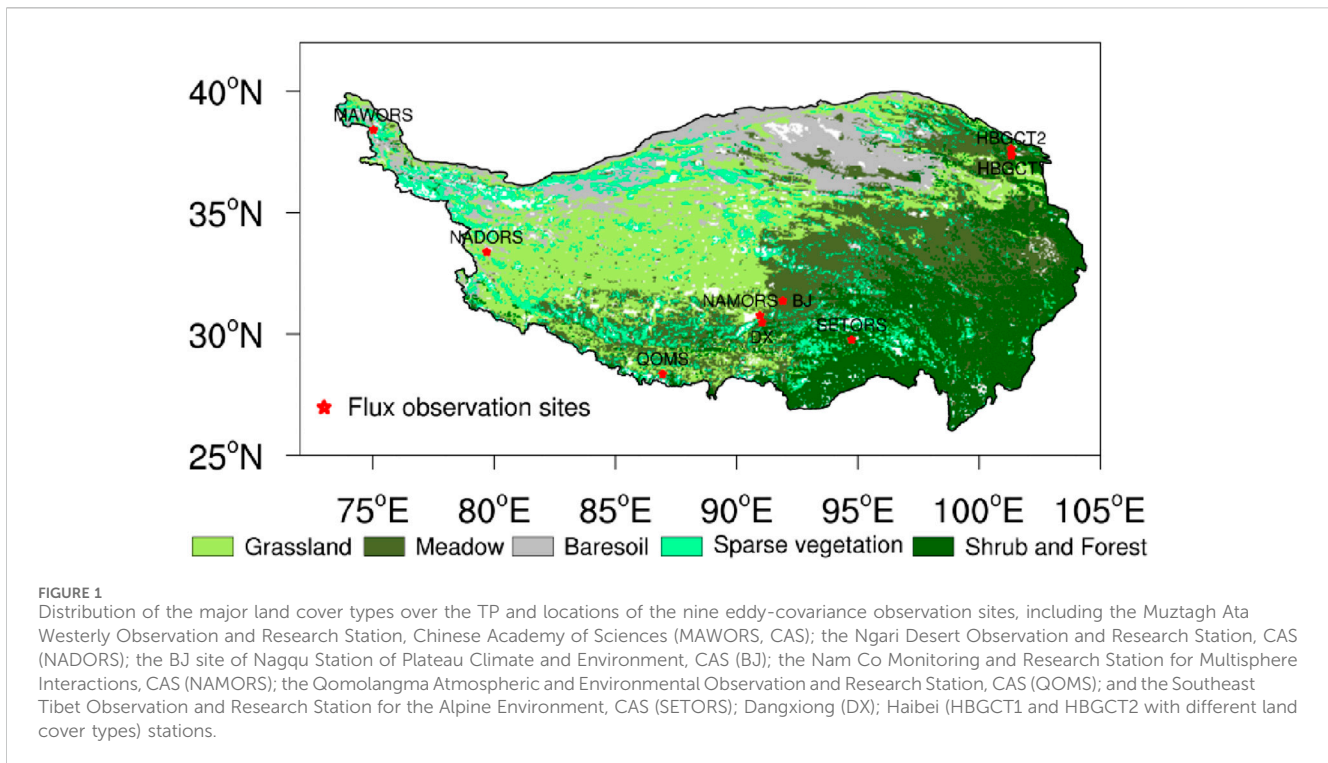 40°N
35°N
30°N
25°N
MAWORS
HBGCT2
HBGCT1
NADORS
NAMORS BJ
SETORS
DX
QOMS
Flux observation sites
75°E 80°E 85°E 90°E 95°E 100°E 105°E
Grassland Meadow Baresoil Sparse vegetation Shrub and Forest
FIGURE 1
Distribution of the major land cover types over the TP and locations of the nine eddy-covariance observation sites, including the Muztagh Ata
Westerly Observation and Research Station, Chinese Academy of Sciences (MAWORS, CAS); the Ngari Desert Observation and Research Station, CAS
(NADORS); the BJ site of Nagqu Station of Plateau Climate and Environment, CAS (BJ); the Nam Co Monitoring and Research Station for Multisphere
Interactions, CAS (NAMORS); the Qomolangma Atmospheric and Environmental Observation and Research Station, CAS (QOMS); and the Southeast
Tibet Observation and Research Station for the Alpine Environment, CAS (SETORS); Dangxiong (DX); Haibei (HBGCT1 and HBGCT2 with different land
cover types) stations.